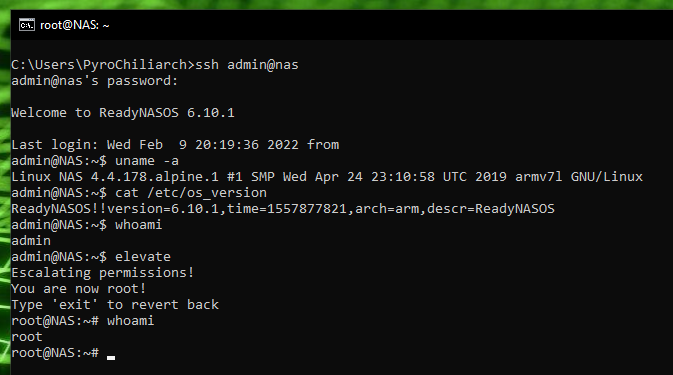 root@NAS: ~
C:\Users\PyroChiliarch>ssh admin@nas
admin@nas's password:
Welcome to ReadyNASOS 6.10.1
Last login: Wed Feb  9 20:19:36 2022 from
admin@NAS:~$ uname -a
Linux NAS 4.4.178.alpine.1 #1 SMP Wed Apr 24 23:10:58 UTC 2019 armv7l GNU/Linux
admin@NAS:~$ cat /etc/os_version
ReadyNASOS!!version=6.10.1,time=1557877821,arch=arm,descr=ReadyNASOS
admin@NAS:~$ whoami
admin
admin@NAS:~$ elevate
Escalating permissions!
You are now root!
Type 'exit' to revert back
root@NAS:~# whoami
root
root@NAS:~#